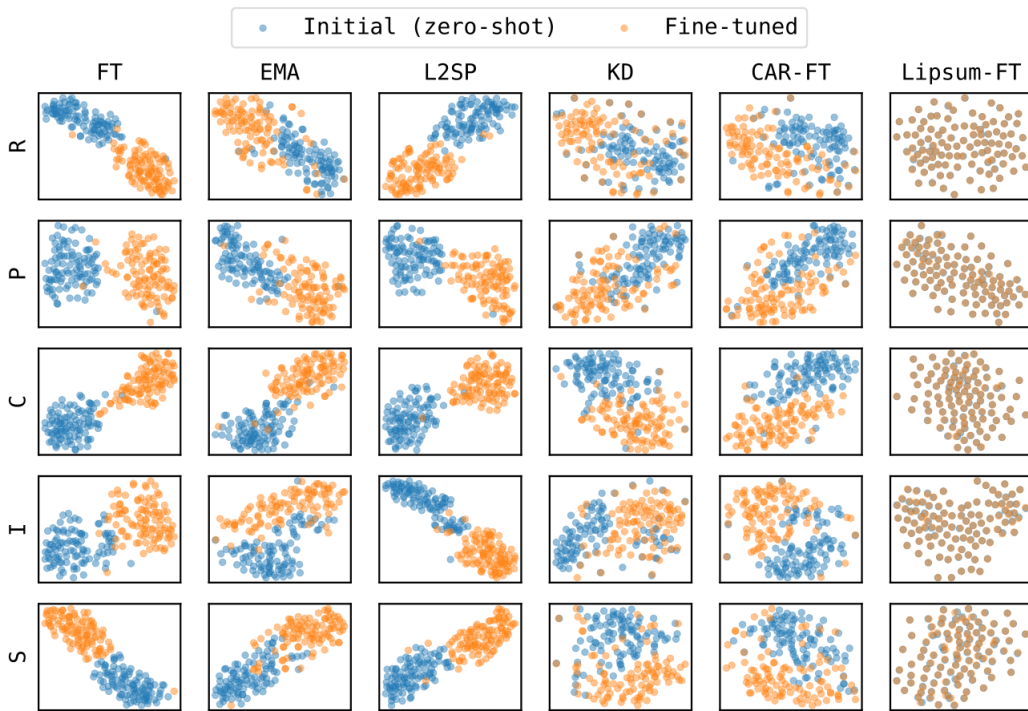 Initial (zero-shot) Fine-tuned
FT EMA L2SP KD CAR-FT Lipsum-FT
R
P
C
I
S